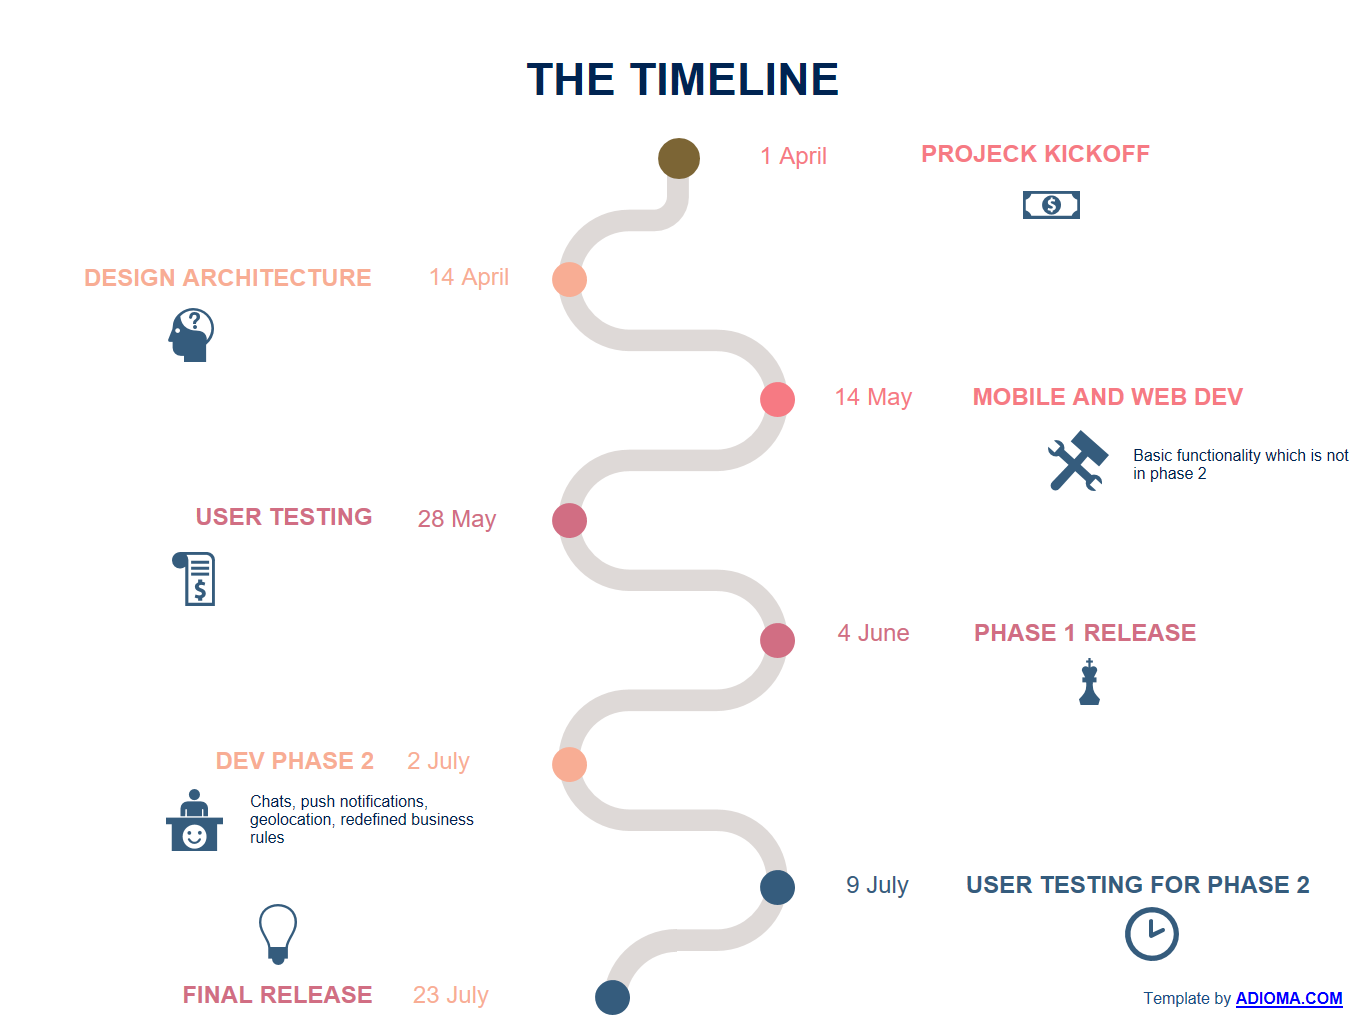 THE TIMELINE
1 April
PROJECK KICKOFF
$
DESIGN ARCHITECTURE
14 April
?
14 May
MOBILE AND WEB DEV
Basic functionality which is not
in phase 2
USER TESTING
28 May
$
4 June
PHASE 1 RELEASE
DEV PHASE 2
2 July
Chats, push notifications,
geolocation, redefined business
rules
9 July
USER TESTING FOR PHASE 2
FINAL RELEASE
23 July
Template by ADIOMA.COM